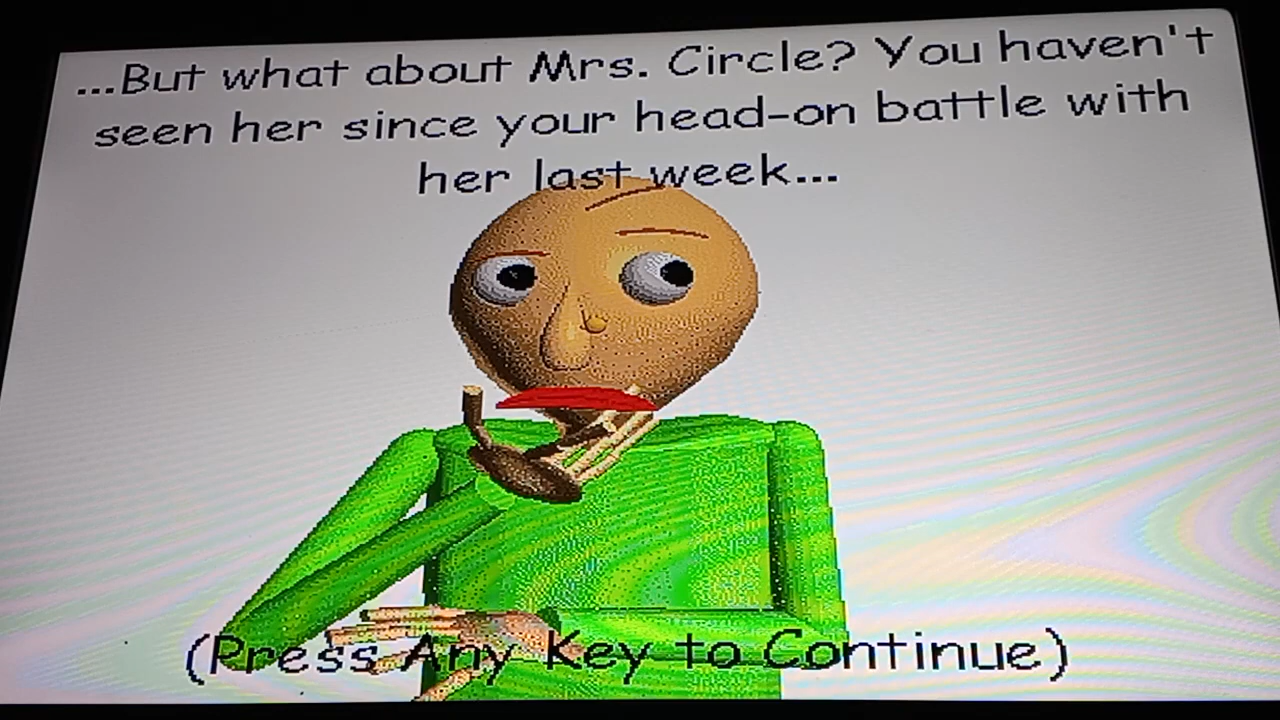 ...But what about Mrs. Circle? You haven't
seen her since your head-on battle with
her last week...
(Press Any Key to Continue)